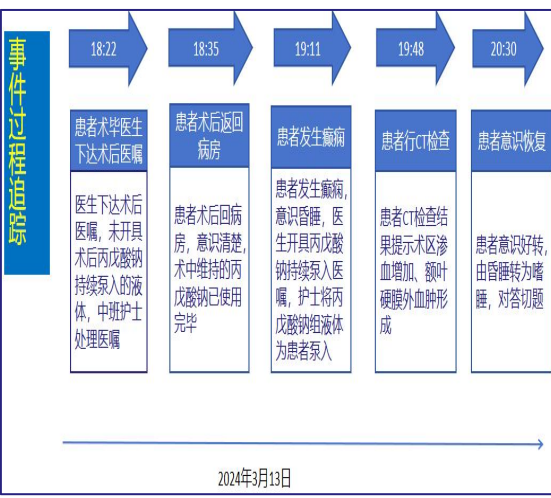 事件过程追踪
18:22
18:35
19:11
19:48
20:30
患者术毕医生
下达术后医嘱
患者术后返回
病房
患者发生癫痫
患者行CT检查
患者意识恢复
医生下达术后
医嘱，未开具
术后丙戊酸钠
持续泵入的液
体，中班护士
处理医嘱
患者术后回病
房，意识清楚，
术中维持的丙
戊酸钠已使用
完毕
患者发生癫痫，
意识昏睡，医
生开具丙戊酸
钠持续泵入医
嘱，护士将丙
戊酸钠组液体
为患者泵入
患者CT检查结
果提示术区渗
血增加、额叶
硬膜外血肿形
成
患者意识好转，
由昏睡转为嗜
睡，对答切题
2024年3月13日